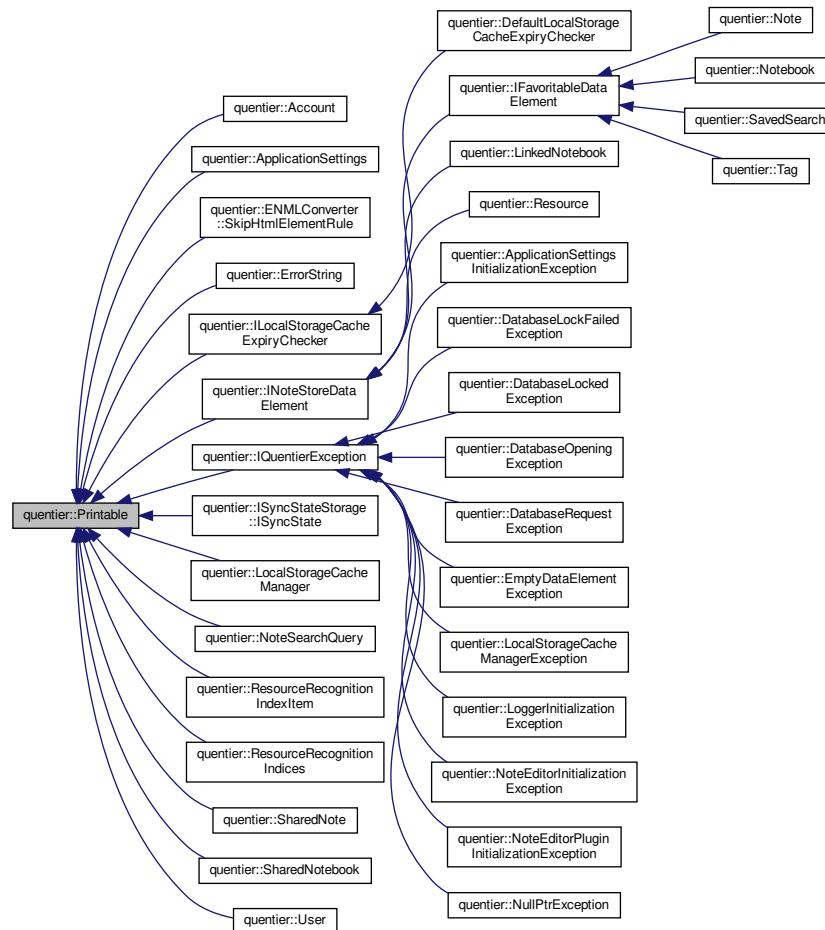 quentier::Printable
quentier::Account
quentier::ApplicationSettings
quentier::ENMLConverter
::SkipHtmlElementRule
quentier::ErrorString
quentier::ILocalStorageCache
ExpiryChecker
quentier::INoteStoreData
Element
quentier::IQuentierException
quentier::ISyncStateStorage
::ISyncState
quentier::LocalStorageCache
Manager
quentier::NoteSearchQuery
quentier::ResourceRecognition
IndexItem
quentier::ResourceRecognition
Indices
quentier::SharedNote
quentier::SharedNotebook
quentier::User
quentier::DefaultLocalStorage
CacheExpiryChecker
quentier::IFavoritableData
Element
quentier::LinkedNotebook
quentier::Resource
quentier::ApplicationSettings
InitializationException
quentier::DatabaseLockFailed
Exception
quentier::DatabaseLocked
Exception
quentier::DatabaseOpening
Exception
quentier::DatabaseRequest
Exception
quentier::EmptyDataElement
Exception
quentier::LocalStorageCache
ManagerException
quentier::LoggerInitialization
Exception
quentier::NoteEditorInitialization
Exception
quentier::NoteEditorPlugin
InitializationException
quentier::NullPtrException
quentier::Note
quentier::Notebook
quentier::SavedSearch
quentier::Tag